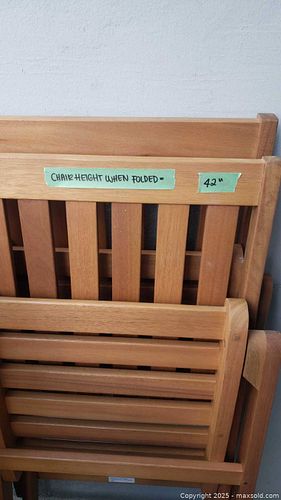 CHAIR HEIGHT WHEN FOLDED = 42"
Copyright © 2025 - maxsold.com